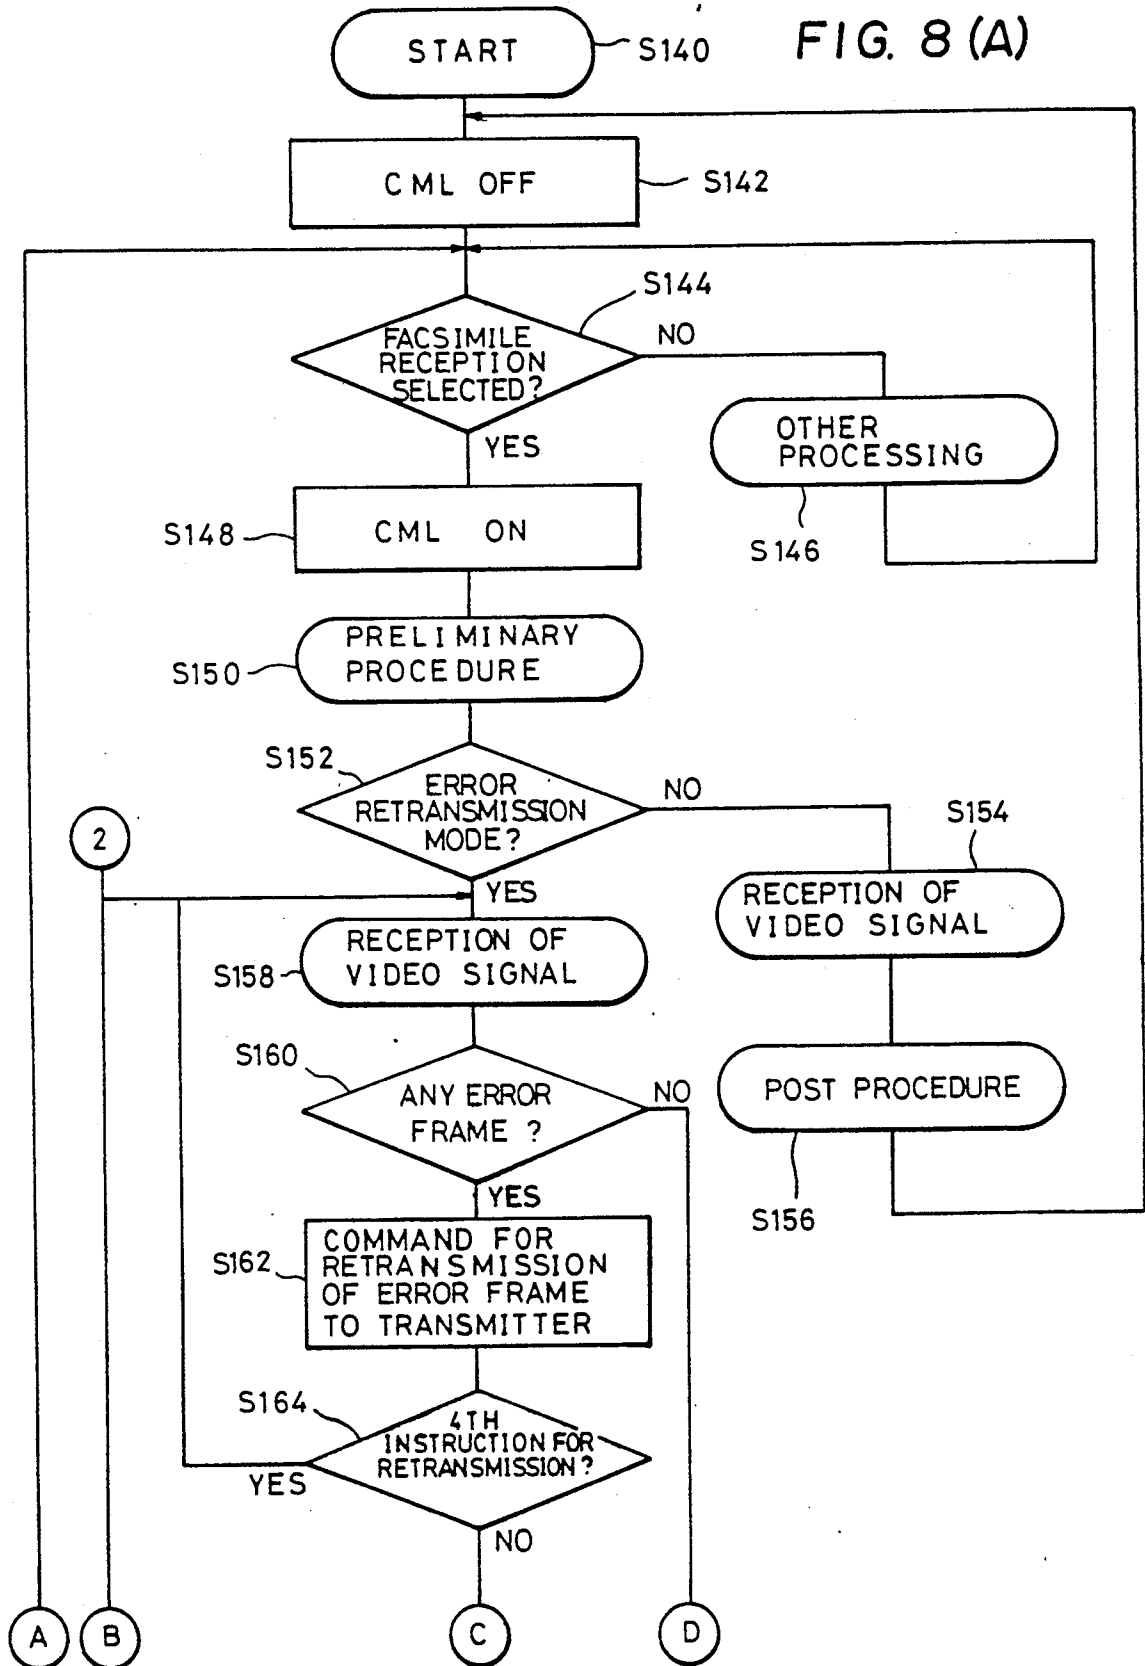 FIG. 8 (A)
START
S140
CML OFF
S142
S144
FACSIMILE
RECEPTION
SELECTED?
NO
YES
OTHER
PROCESSING
S146
S148
CML ON
S150
PRELIMINARY
PROCEDURE
S152
ERROR
RETRANSMISSION
MODE?
NO
YES
2
S154
RECEPTION OF
VIDEO SIGNAL
S158
RECEPTION OF
VIDEO SIGNAL
S160
ANY ERROR
FRAME ?
NO
YES
POST PROCEDURE
S156
S162
COMMAND FOR
RETRANSMISSION
OF ERROR FRAME
TO TRANSMITTER
S164
4TH
INSTRUCTION FOR
RETRANSMISSION?
YES
NO
A
B
C
D